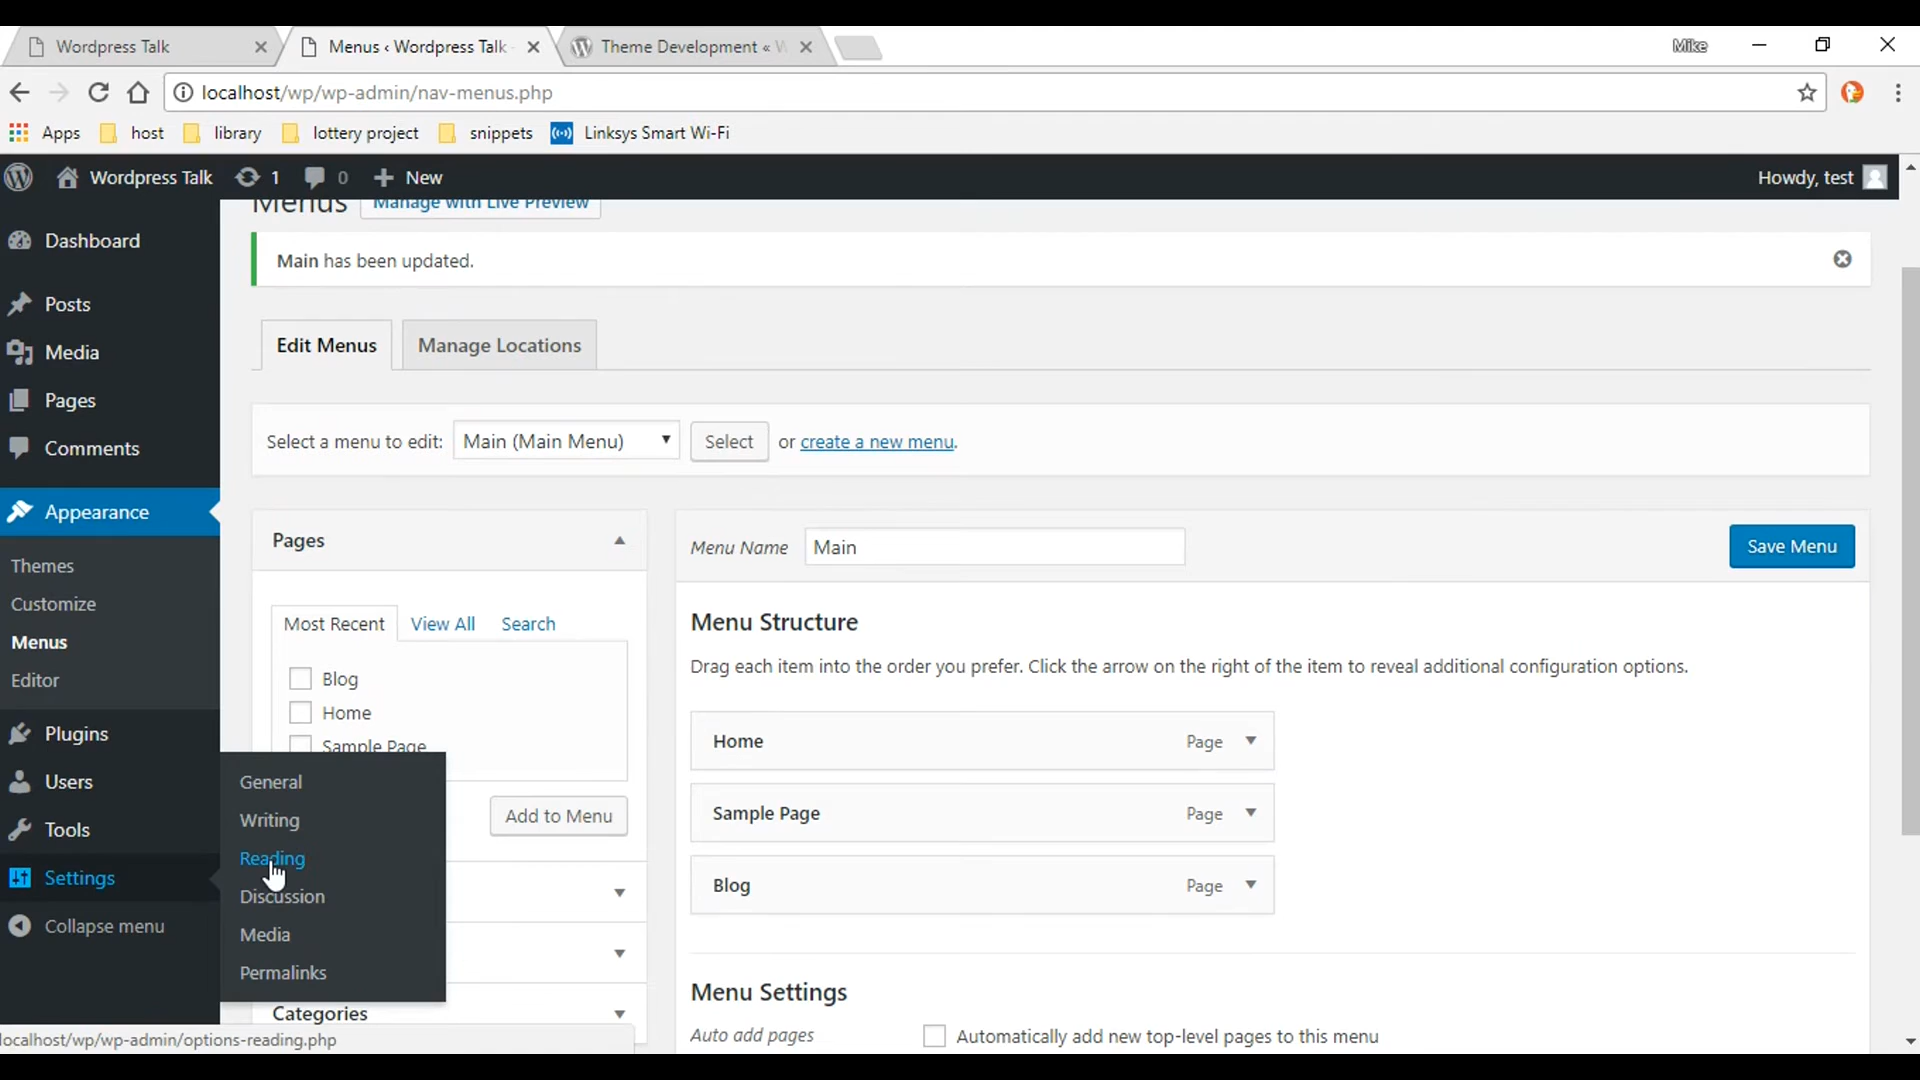 Wordpress Talk
Menus ‹ Wordpress Talk
Theme Development « W
Mike
localhost/wp/wp-admin/nav-menus.php
Apps host library lottery project snippets Linksys Smart Wi-Fi
Wordpress Talk 1 0 New
Howdy, test
Menus Manage with Live Preview
Main has been updated.
Edit Menus Manage Locations
Select a menu to edit: Main (Main Menu) Select or create a new menu.
Dashboard
Posts
Media
Pages
Comments
Appearance
Themes
Customize
Menus
Editor
Plugins
Users
Tools
Settings
Collapse menu
General
Writing
Reading
Discussion
Media
Permalinks
Pages
Most Recent View All Search
Blog
Home
Sample Page
Add to Menu
Categories
Menu Name Main Save Menu
Menu Structure
Drag each item into the order you prefer. Click the arrow on the right of the item to reveal additional configuration options.
Home Page
Sample Page Page
Blog Page
Menu Settings
Auto add pages Automatically add new top-level pages to this menu
localhost/wp/wp-admin/options-reading.php